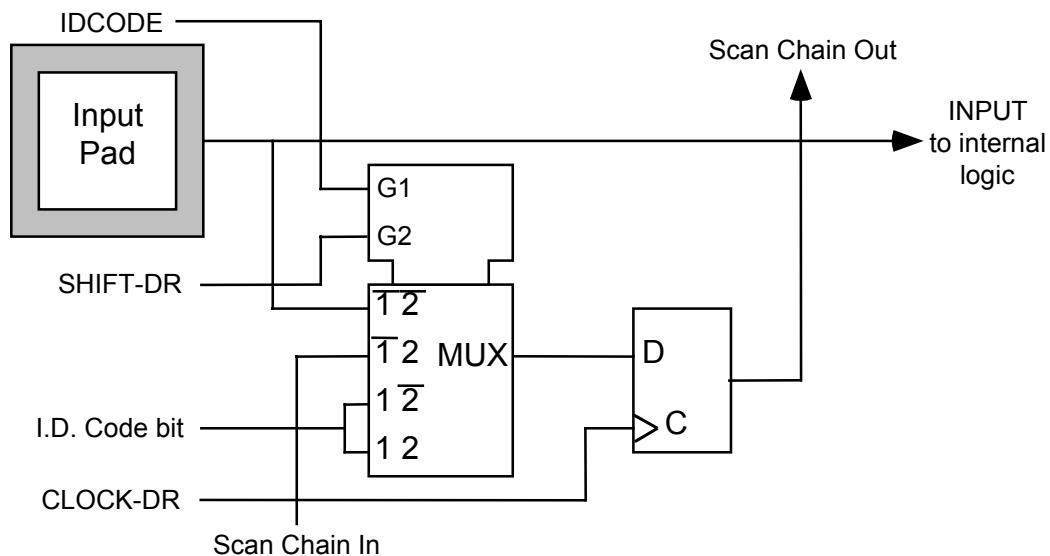 IDCODE
Scan Chain Out
Input
Pad
INPUT
to internal
logic
G1
G2
SHIFT-DR
1̅ 2̅
1̅ 2
MUX
D
1 2̅
I.D. Code bit
C
1 2
CLOCK-DR
Scan Chain In